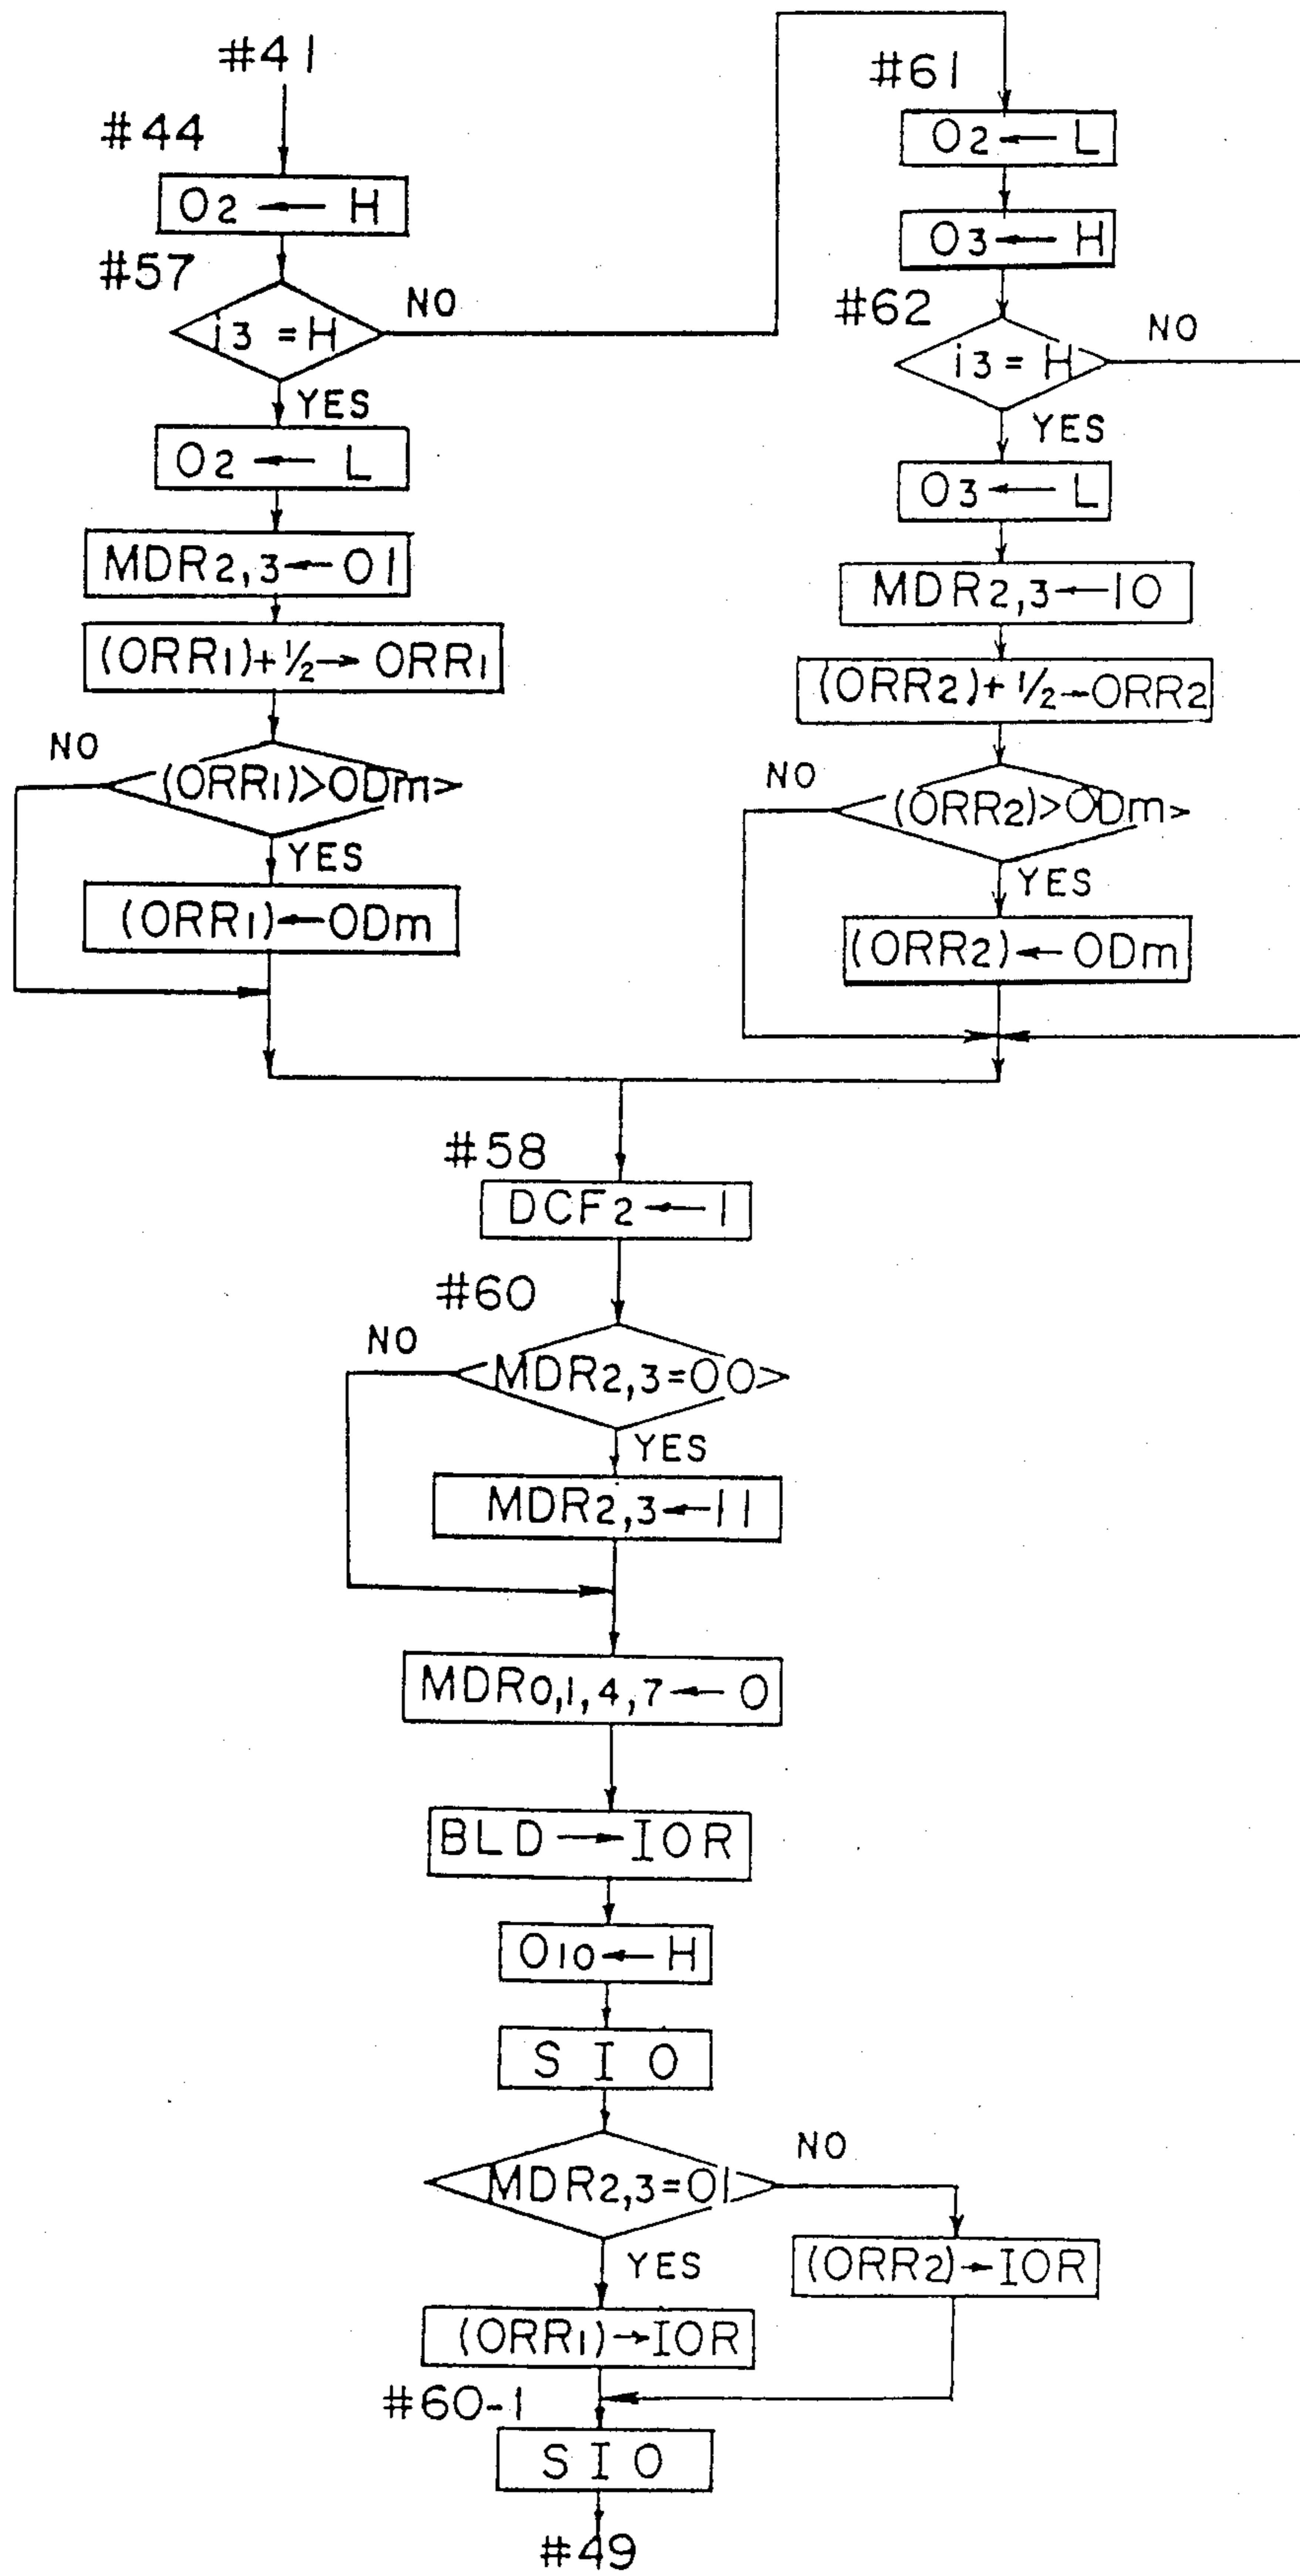 #41
#44
O2 ← H
#57
i3 = H
NO
YES
O2 ← L
MDR2,3 ← 01
(ORR1)+½→ ORR1
NO
(ORR1)>ODm>
YES
(ORR1)←ODm
#61
O2 ← L
O3 ← H
#62
i3 = H
NO
YES
O3 ← L
MDR2,3 ← 10
(ORR2)+ ½→ORR2
NO
(ORR2)>ODm>
YES
(ORR2) ← ODm
#58
DCF2 ← 1
#60
NO
MDR2,3=00>
YES
MDR2,3 ← 11
MDR0,1,4,7 ← 0
BLD → IOR
O10 ← H
SIO
MDR2,3=01
NO
YES
(ORR2)→IOR
(ORR1)→IOR
#60-1
SIO
#49